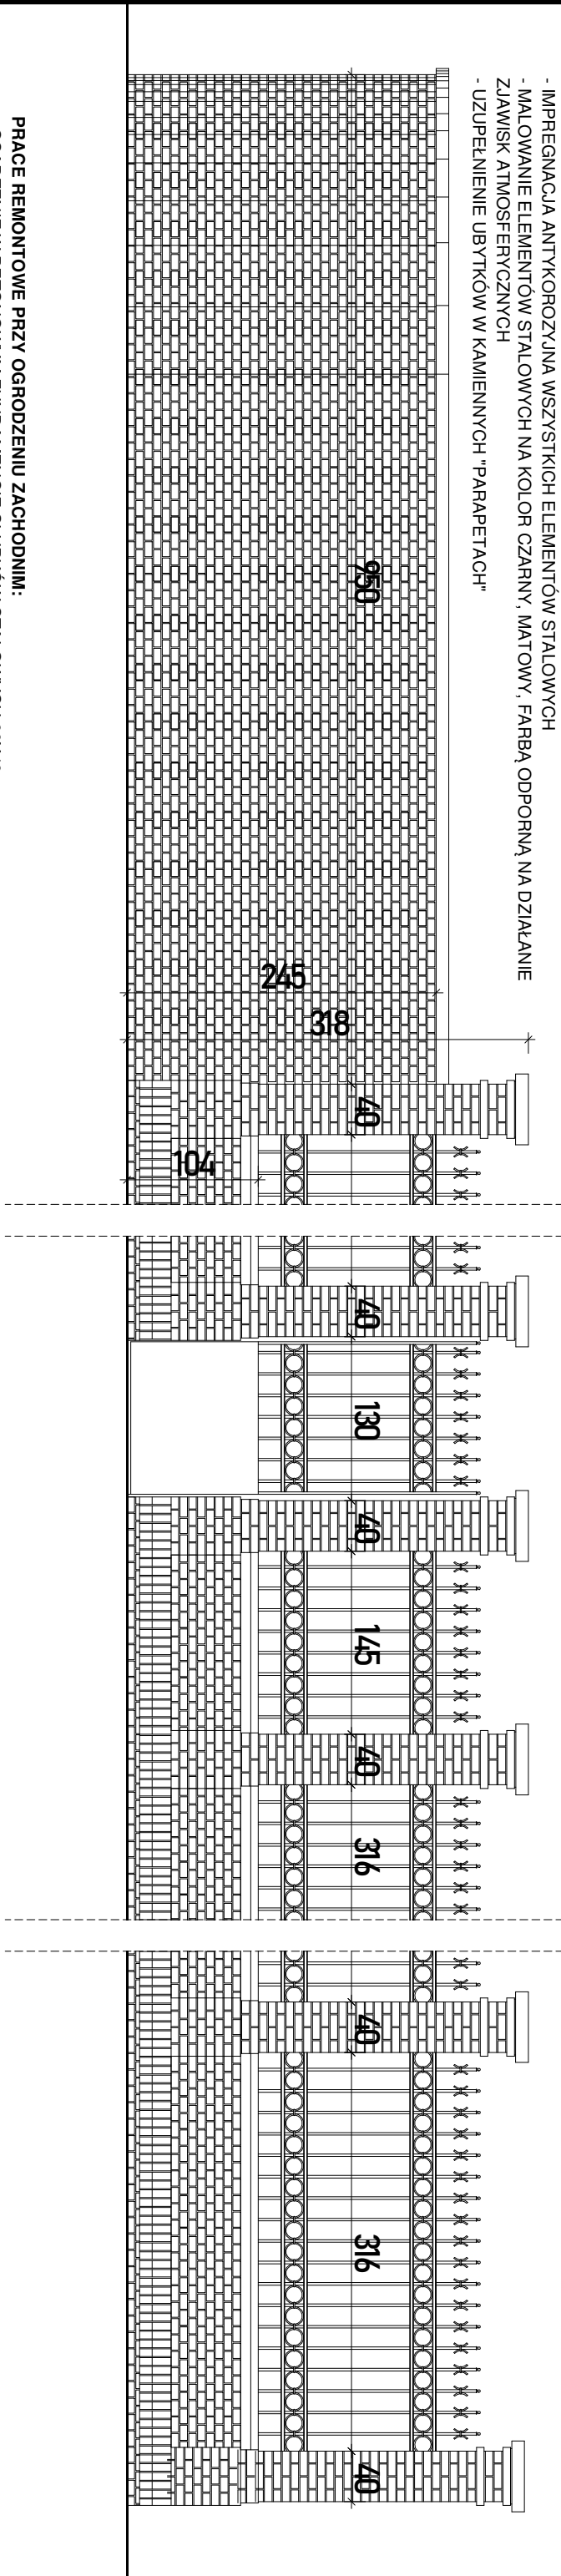 - IMPREGNACJA ANTYKOROZYJNA WSZYSTKICH ELEMENTÓW STALOWYCH
- MALOWANIE ELEMENTÓW STALOWYCH NA KOLOR CZARNY, MATOWY, FARBĄ ODPORNĄ NA DZIAŁANIE
ZJAWISK ATMOSFERYCZNYCH
- UZUPEŁNIENIE UBYTKÓW W KAMIENNYCH "PARAPETACH"
950
245
318
40
104
40
130
40
145
40
316
40
316
40
PRACE REMONTOWE PRZY OGRODZENIU ZACHODNIM: